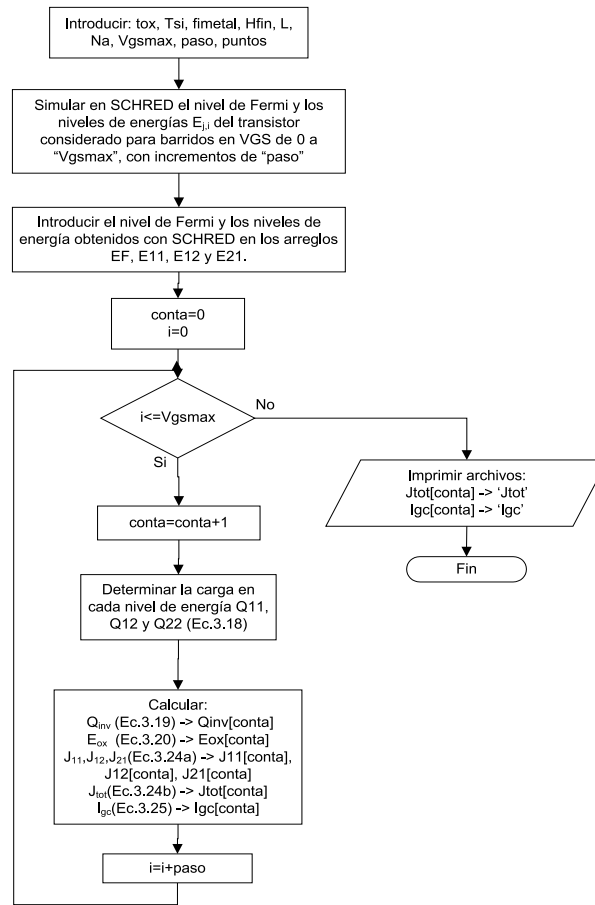 Introducir: tox, Tsi, fimetal, Hfin, L,
Na, Vgsmax, paso, puntos
Simular en SCHRED el nivel de Fermi y los
niveles de energías Ej,i del transistor
considerado para barridos en VGS de 0 a
“Vgsmax”, con incrementos de “paso”
Introducir el nivel de Fermi y los niveles de
energía obtenidos con SCHRED en los arreglos
EF, E11, E12 y E21.
conta=0
i=0
i<=Vgsmax
No
Si
Imprimir archivos:
Jtot[conta] -> ‘Jtot’
Igc[conta] -> ‘Igc’
Fin
conta=conta+1
Determinar la carga en
cada nivel de energía Q11,
Q12 y Q22 (Ec.3.18)
Calcular:
Qinv (Ec.3.19) -> Qinv[conta]
Eox (Ec.3.20) -> Eox[conta]
J11,J12,J21(Ec.3.24a) -> J11[conta],
J12[conta], J21[conta]
Jtot(Ec.3.24b) -> Jtot[conta]
Igc(Ec.3.25) -> Igc[conta]
i=i+paso